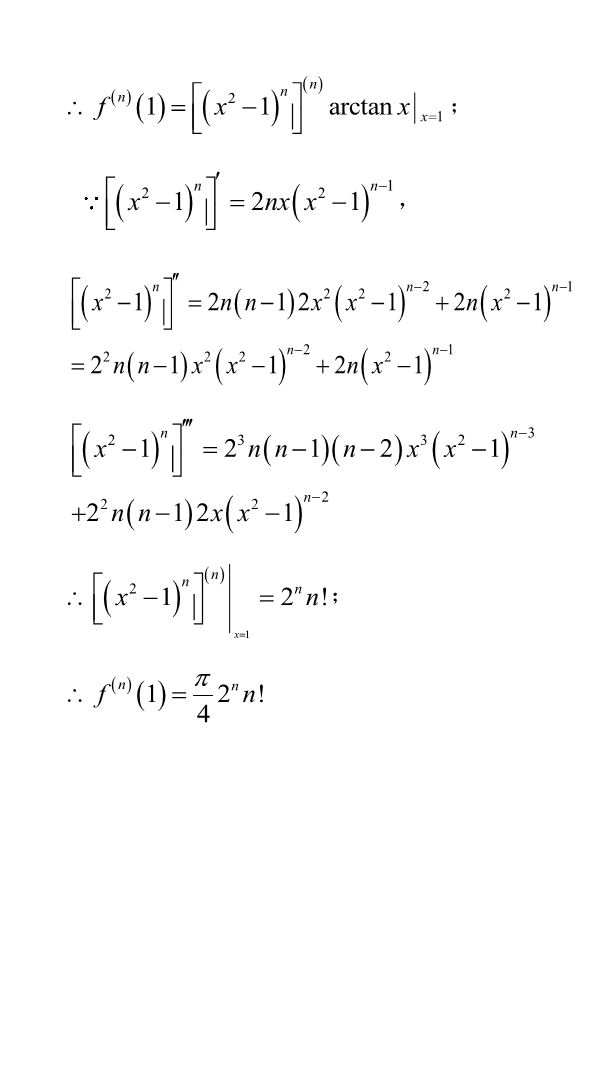 ∴ f⁽ⁿ⁾(1) = [(x² − 1)ⁿ]⁽ⁿ⁾ arctan x|ₓ₌₁；
∵ [(x² − 1)ⁿ]′ = 2nx(x² − 1)ⁿ⁻¹，
[(x² − 1)ⁿ]″ = 2n(n − 1)2x²(x² − 1)ⁿ⁻² + 2n(x² − 1)ⁿ⁻¹
= 2²n(n − 1)x²(x² − 1)ⁿ⁻² + 2n(x² − 1)ⁿ⁻¹
[(x² − 1)ⁿ]‴ = 2³n(n − 1)(n − 2)x³(x² − 1)ⁿ⁻³
+2²n(n − 1)2x(x² − 1)ⁿ⁻²
∴ [(x² − 1)ⁿ]⁽ⁿ⁾|ₓ₌₁ = 2ⁿn!；
∴ f⁽ⁿ⁾(1) = π/4 2ⁿn!